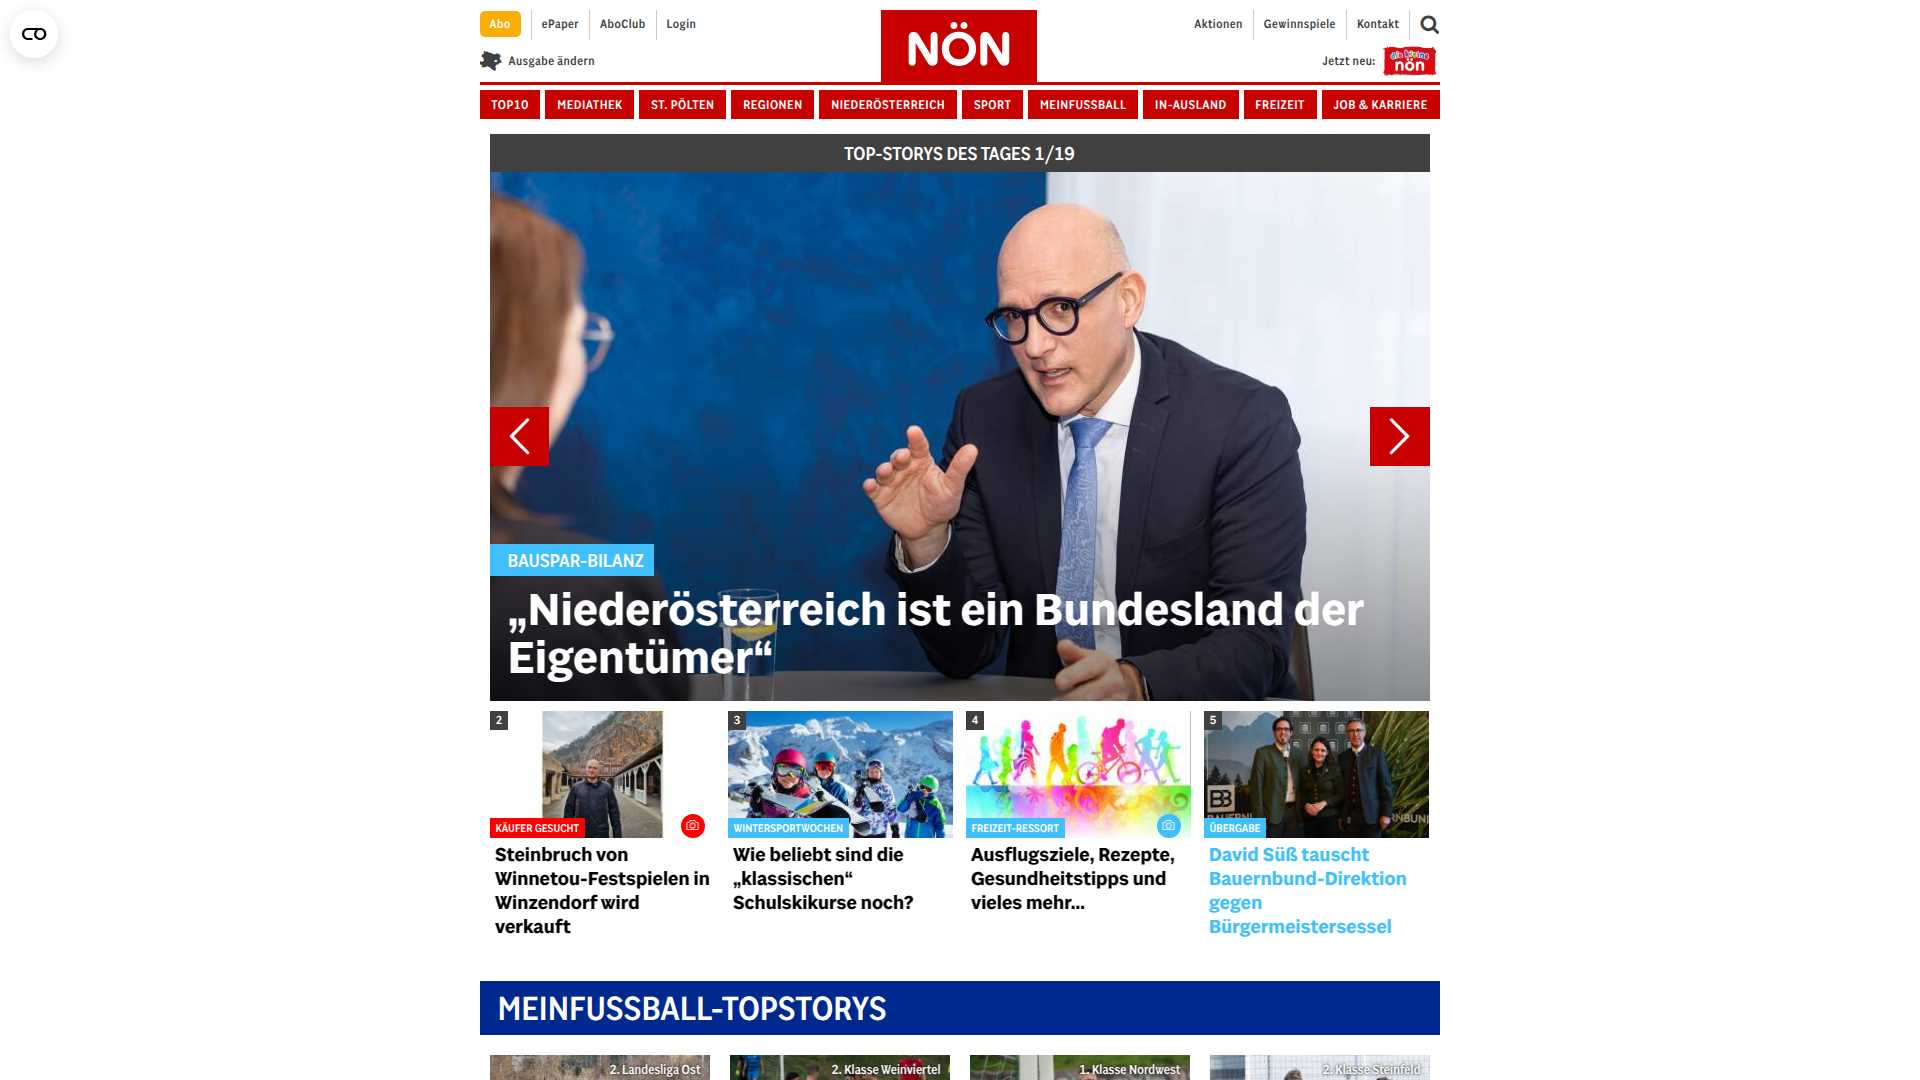 Abo
ePaper
AboClub
Login
NÖN
Aktionen
Gewinnspiele
Kontakt
Ausgabe ändern
Jetzt neu:
die kleine
nön
TOP10
MEDIATHEK
ST. PÖLTEN
REGIONEN
NIEDERÖSTERREICH
SPORT
MEINFUSSBALL
IN-AUSLAND
FREIZEIT
JOB & KARRIERE
TOP-STORYS DES TAGES 1/19
BAUSPAR-BILANZ
„Niederösterreich ist ein Bundesland der
Eigentümer“
2
KÄUFER GESUCHT
Steinbruch von
Winnetou-Festspielen in
Winzendorf wird
verkauft
3
WINTERSPORTWOCHEN
Wie beliebt sind die
„klassischen“
Schulskikurse noch?
4
FREIZEIT-RESSORT
Ausflugsziele, Rezepte,
Gesundheitstipps und
vieles mehr...
5
ÜBERGABE
David Süß tauscht
Bauernbund-Direktion
gegen
Bürgermeistersessel
MEINFUSSBALL-TOPSTORYS
2. Landesliga Ost
2. Klasse Weinviertel
1. Klasse Nordwest
2. Klasse Steinfeld